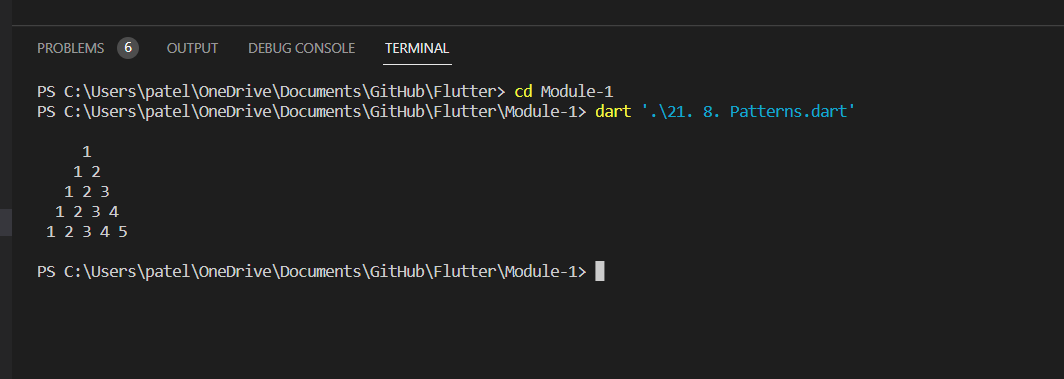 PROBLEMS 6 OUTPUT DEBUG CONSOLE TERMINAL
PS C:\Users\patel\OneDrive\Documents\GitHub\Flutter> cd Module-1
PS C:\Users\patel\OneDrive\Documents\GitHub\Flutter\Module-1> dart '.\21. 8. Patterns.dart'
1
1 2
1 2 3
1 2 3 4
1 2 3 4 5
PS C:\Users\patel\OneDrive\Documents\GitHub\Flutter\Module-1>